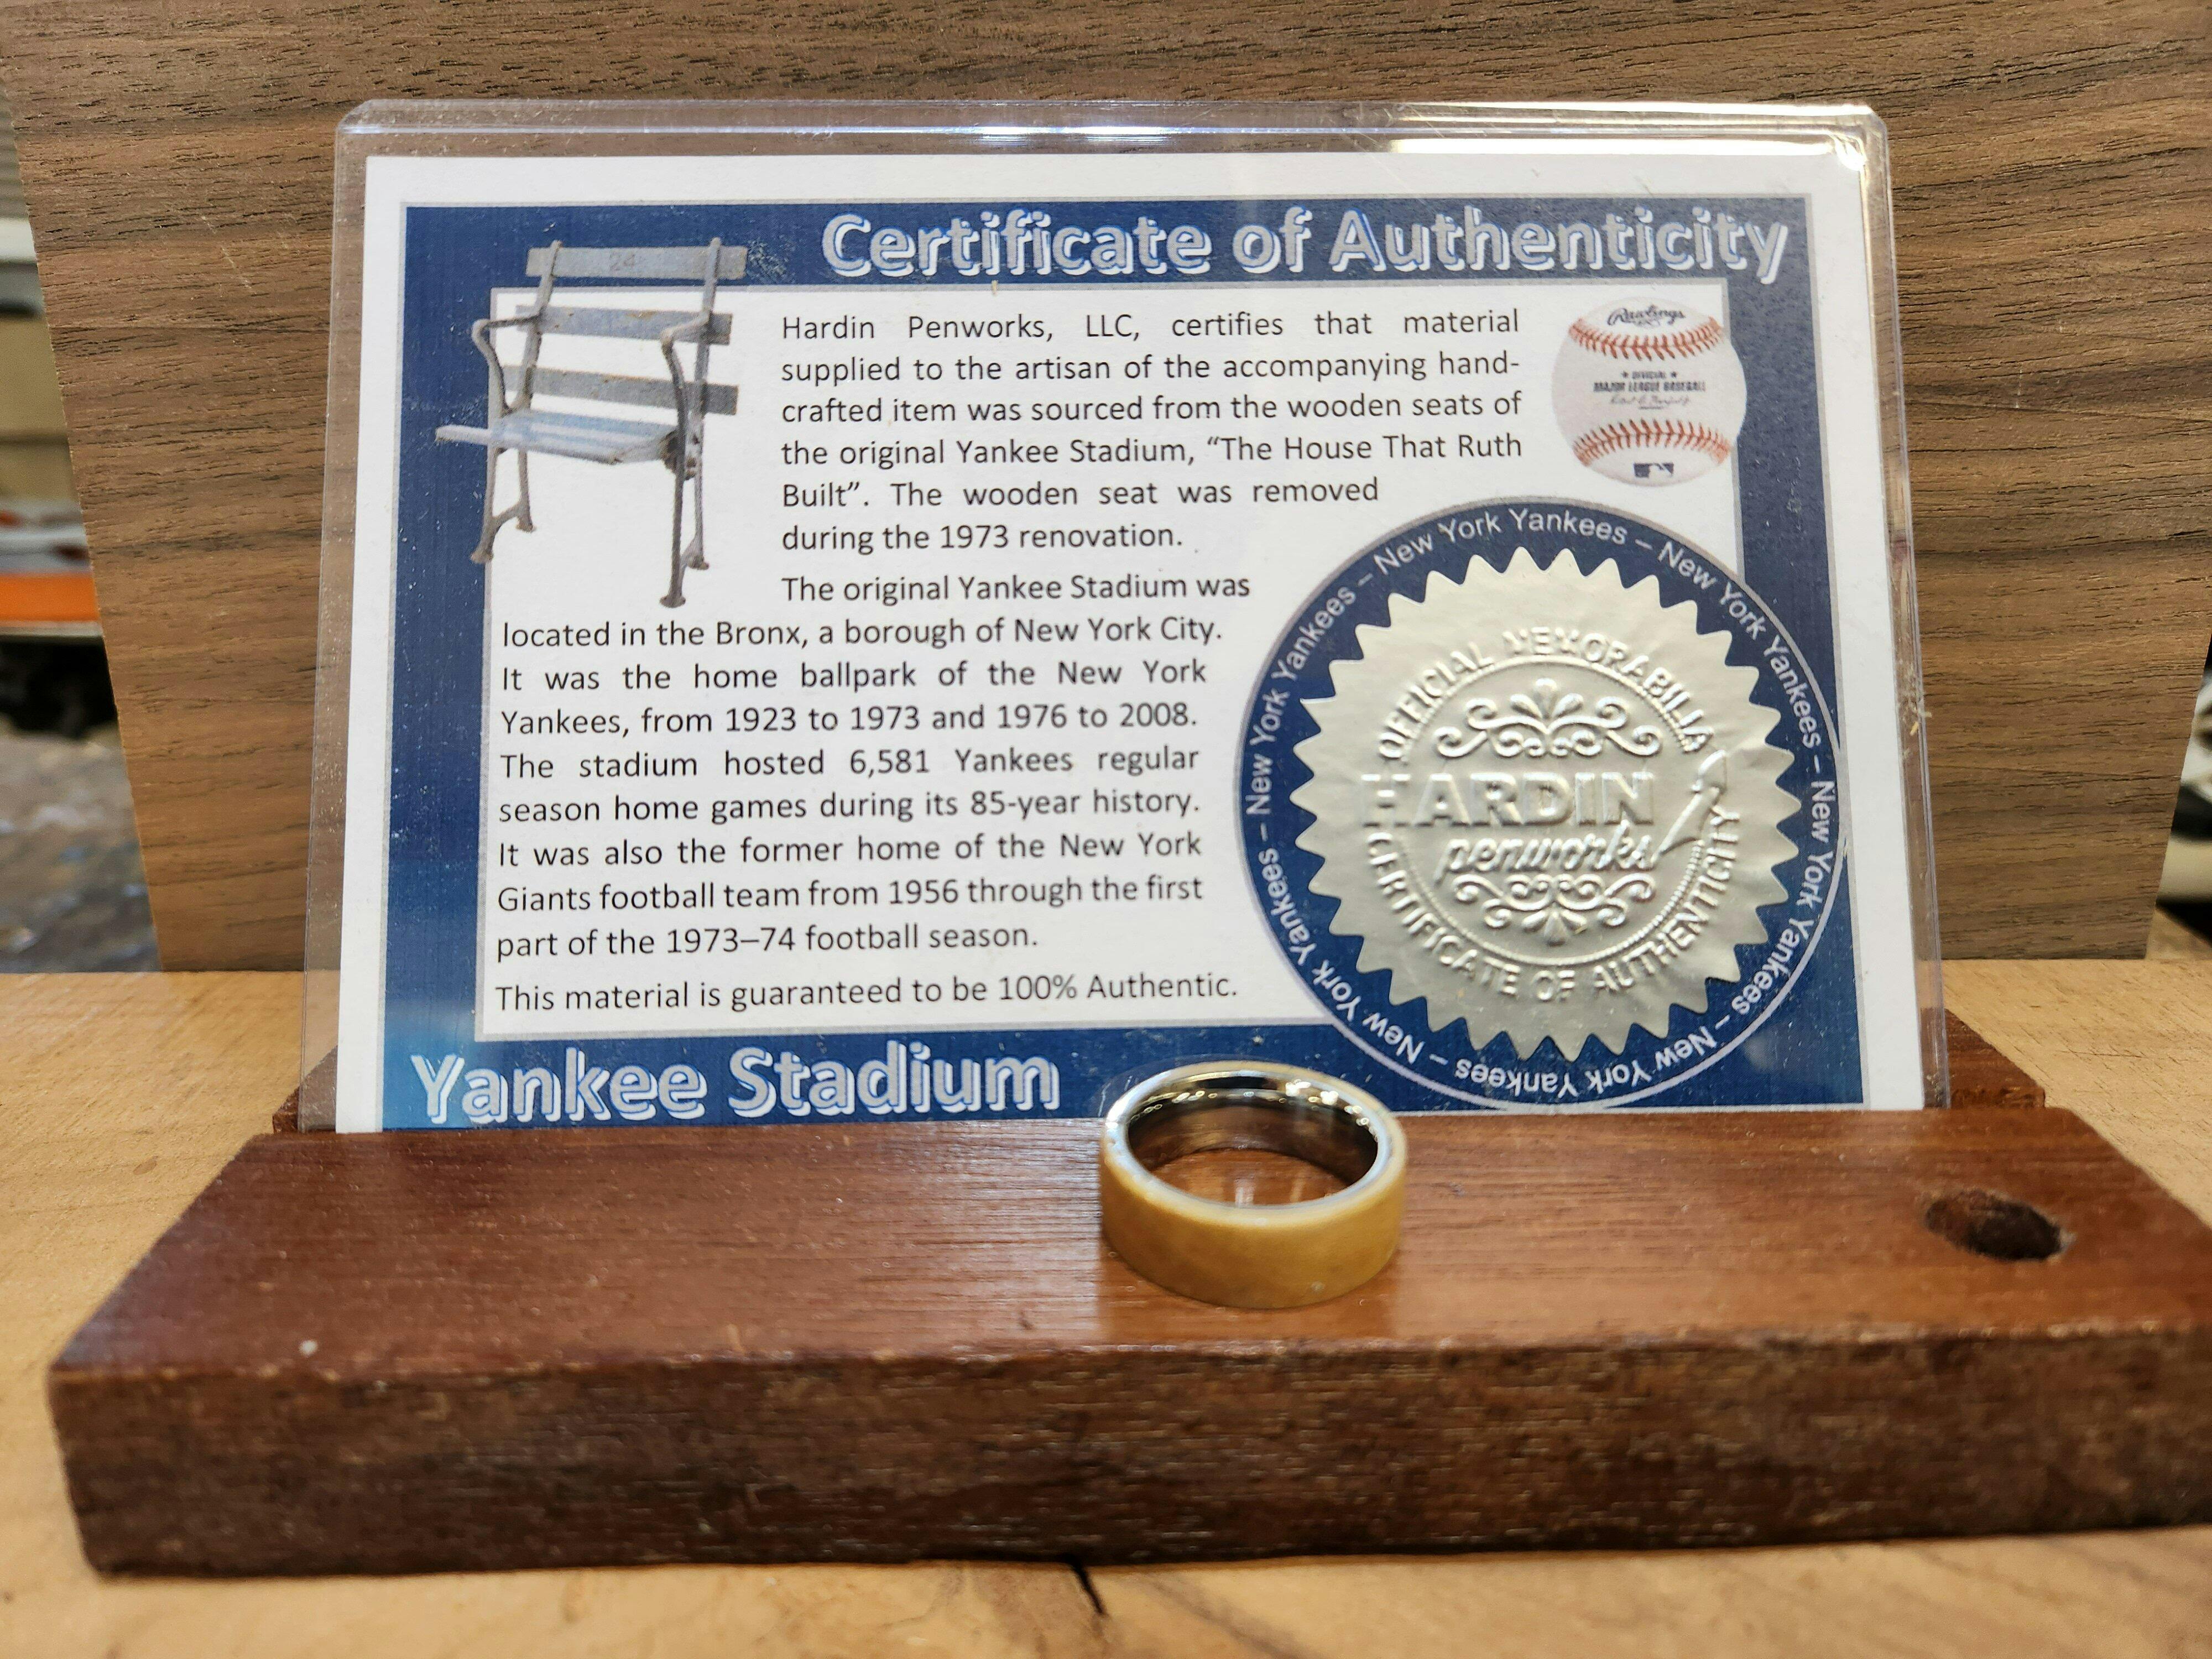 Certificate of Authenticity
24
Hardin Penworks, LLC, certifies that material
supplied to the artisan of the accompanying hand-
crafted item was sourced from the wooden seats of
the original Yankee Stadium, “The House That Ruth
Built”. The wooden seat was removed
during the 1973 renovation.
The original Yankee Stadium was
located in the Bronx, a borough of New York City.
It was the home ballpark of the New York
Yankees, from 1923 to 1973 and 1976 to 2008.
The stadium hosted 6,581 Yankees regular
season home games during its 85-year history.
It was also the former home of the New York
Giants football team from 1956 through the first
part of the 1973–74 football season.
This material is guaranteed to be 100% Authentic.
Rawlings
OFFICIAL
MAJOR LEAGUE BASEBALL
New York Yankees – New York Yankees – New York Yankees – New York Yankees – New York Yankees – New York Yankees – New York Yankees –
OFFICIAL MEMORABILIA
HARDIN
penworks
CERTIFICATE OF AUTHENTICITY
Yankee Stadium